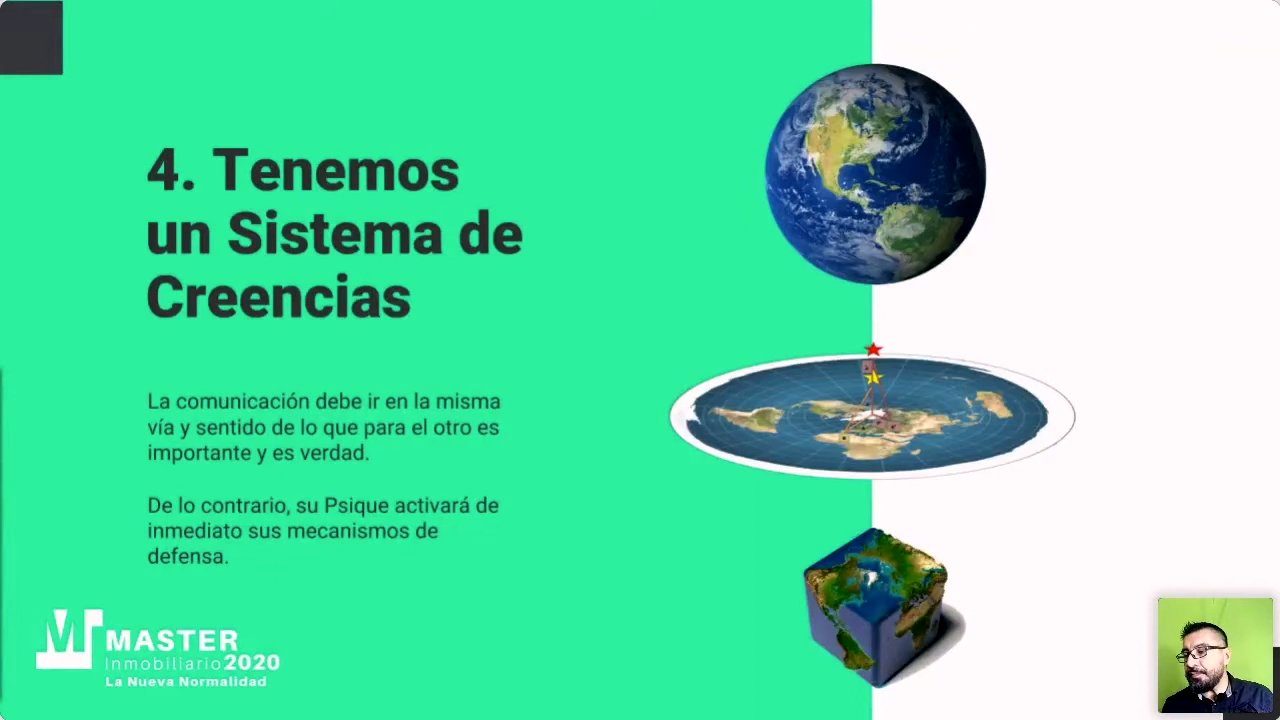 4. Tenemos
un Sistema de
Creencias
La comunicación debe ir en la misma
vía y sentido de lo que para el otro es
importante y es verdad.
De lo contrario, su Psique activará de
inmediato sus mecanismos de
defensa.
MASTER
Inmobiliario2020
La Nueva Normalidad